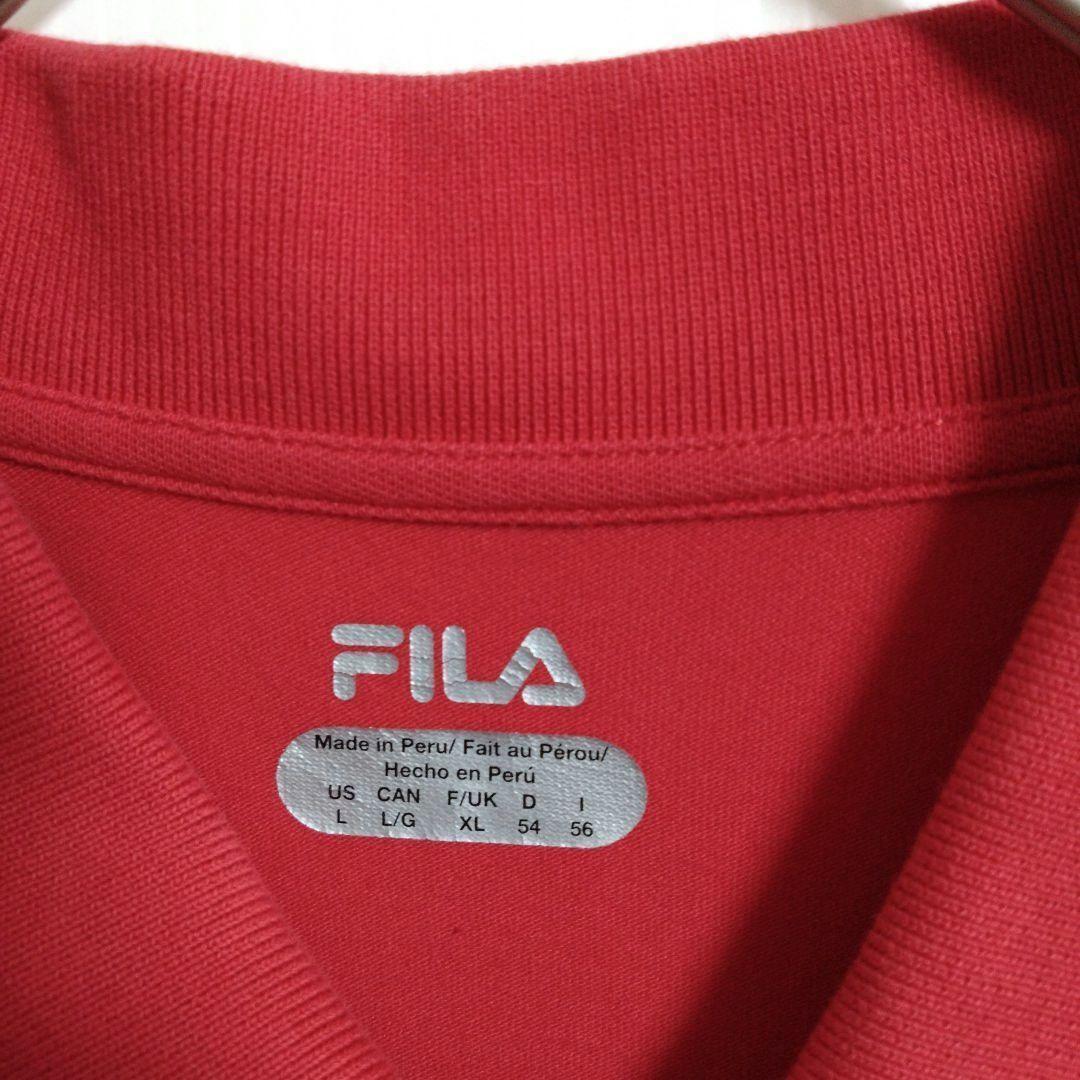 FILA
Made in Peru/ Fait au Pérou/
Hecho en Perú
US CAN F/UK D I
L L/G XL 54 56